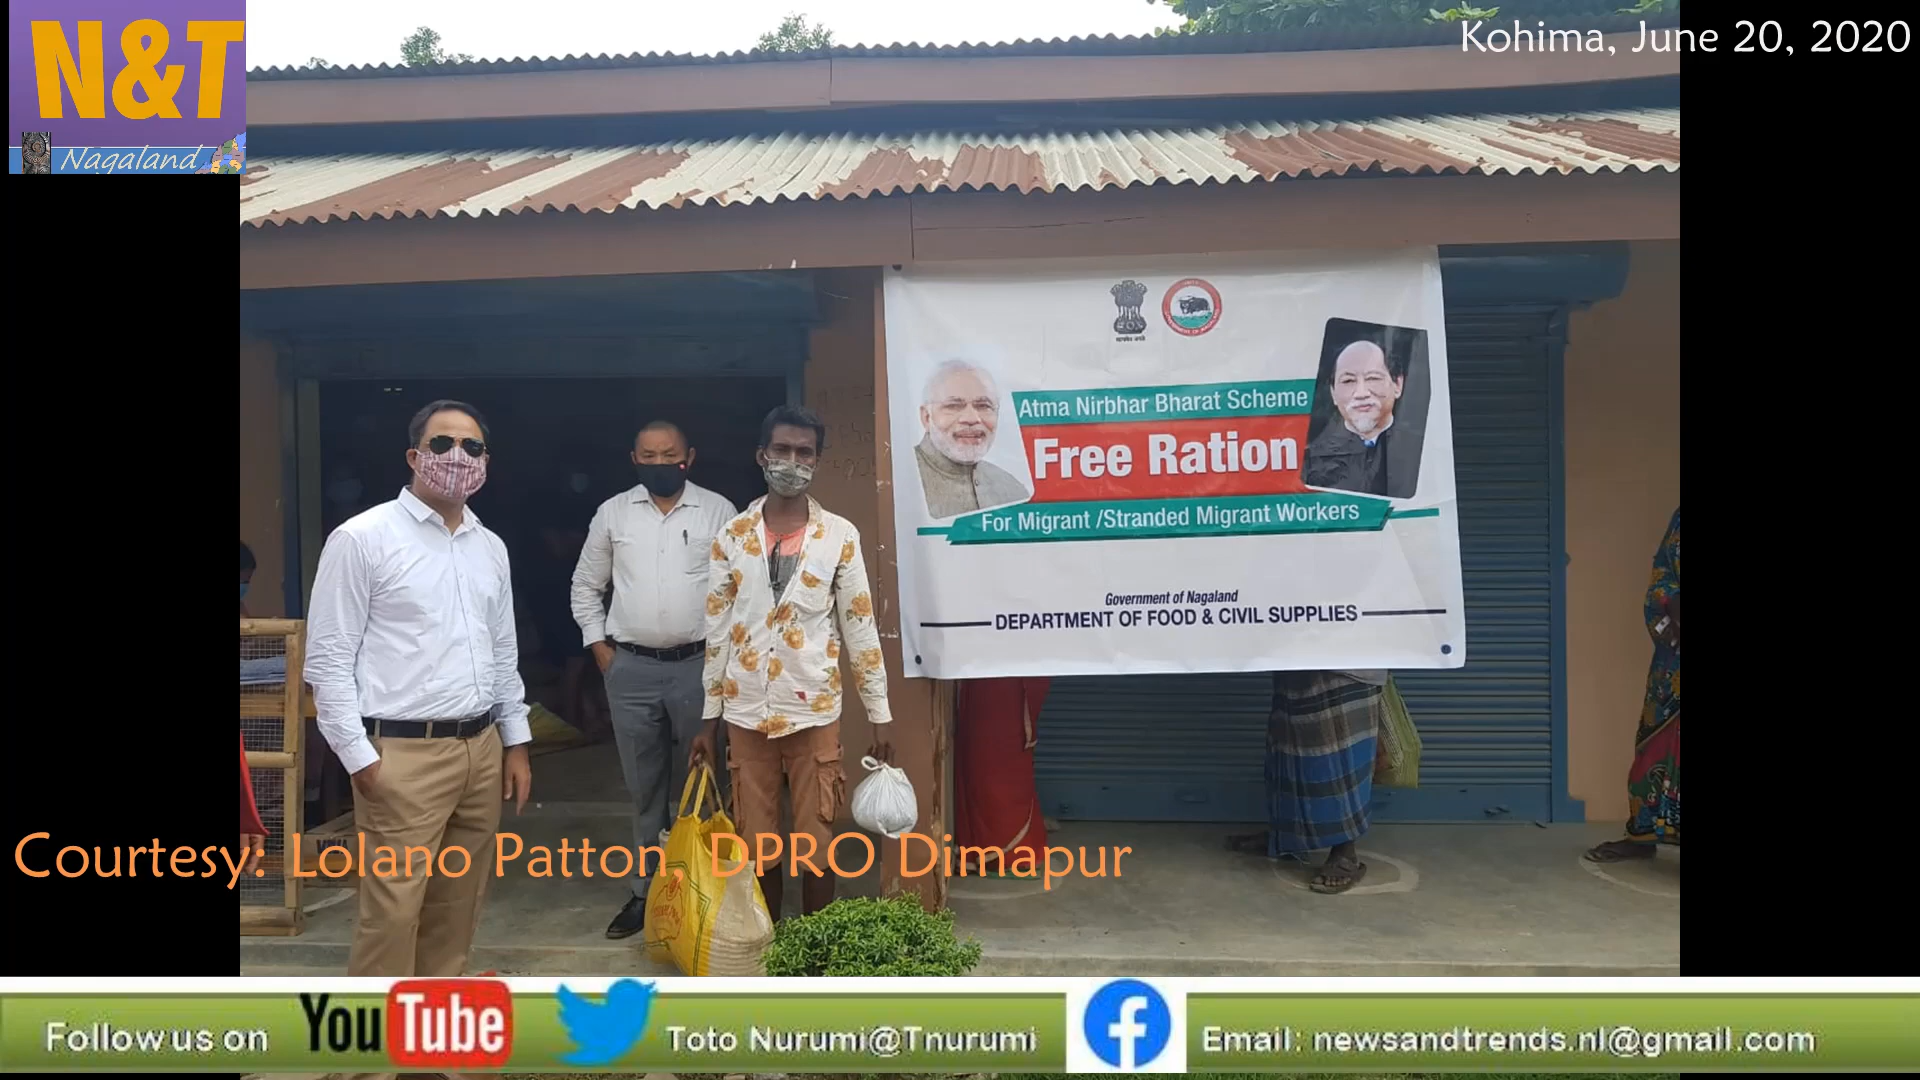 N&T
Nagaland
Kohima, June 20, 2020
Atma Nirbhar Bharat Scheme
Free Ration
For Migrant /Stranded Migrant Workers
Government of Nagaland
DEPARTMENT OF FOOD & CIVIL SUPPLIES
Courtesy: Lolano Patton, DPRO Dimapur
Follow us on YouTube Toto Nurumi@Tnurumi f Email: newsandtrends.nl@gmail.com